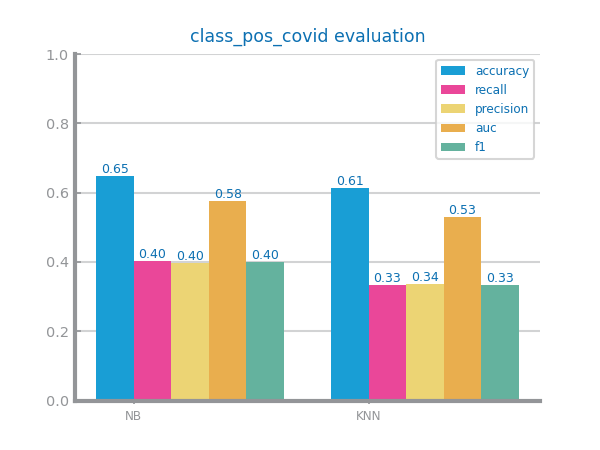 class_pos_covid evaluation
1.0
0.8
0.6
0.4
0.2
0.0
accuracy
recall
precision
auc
f1
0.65
0.40
0.40
0.58
0.40
0.61
0.33
0.34
0.53
0.33
NB
KNN